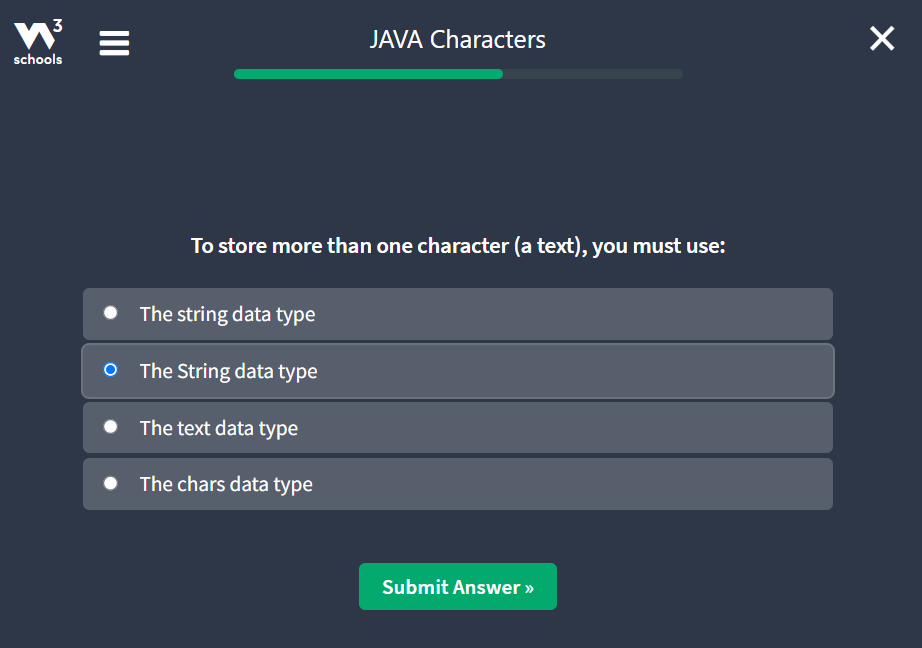 W3
schools
JAVA Characters
To store more than one character (a text), you must use:
The string data type
The String data type
The text data type
The chars data type
Submit Answer »